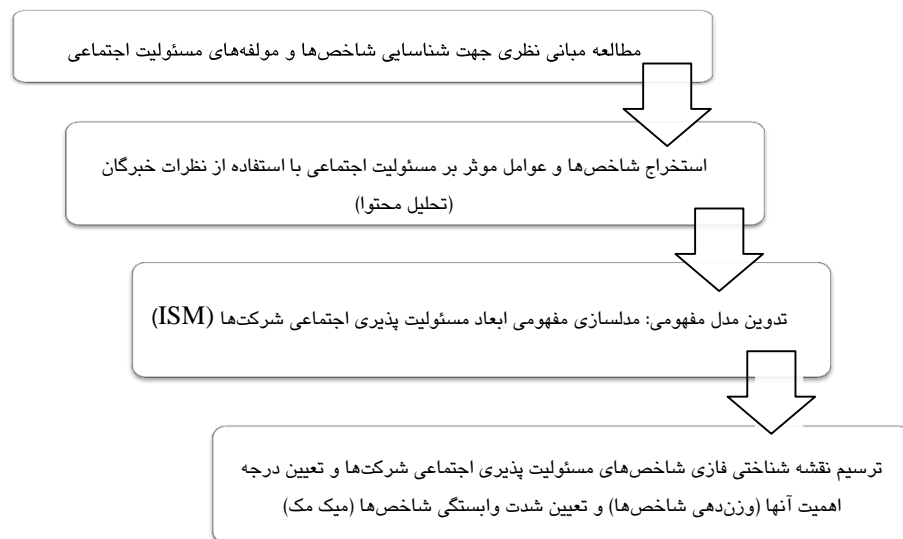 مطالعه مبانی نظری جهت شناسایی شاخص‌ها و مولفه‌های مسئولیت اجتماعی
استخراج شاخص‌ها و عوامل موثر بر مسئولیت اجتماعی با استفاده از نظرات خبرگان
(تحلیل محتوا)
تدوین مدل مفهومی: مدلسازی مفهومی ابعاد مسئولیت پذیری اجتماعی شرکت‌ها (ISM)
ترسیم نقشه شناختی فازی شاخص‌های مسئولیت پذیری اجتماعی شرکت‌ها و تعیین درجه
اهمیت آنها (وزن‌دهی شاخص‌ها) و تعیین شدت وابستگی شاخص‌ها (میک مک)